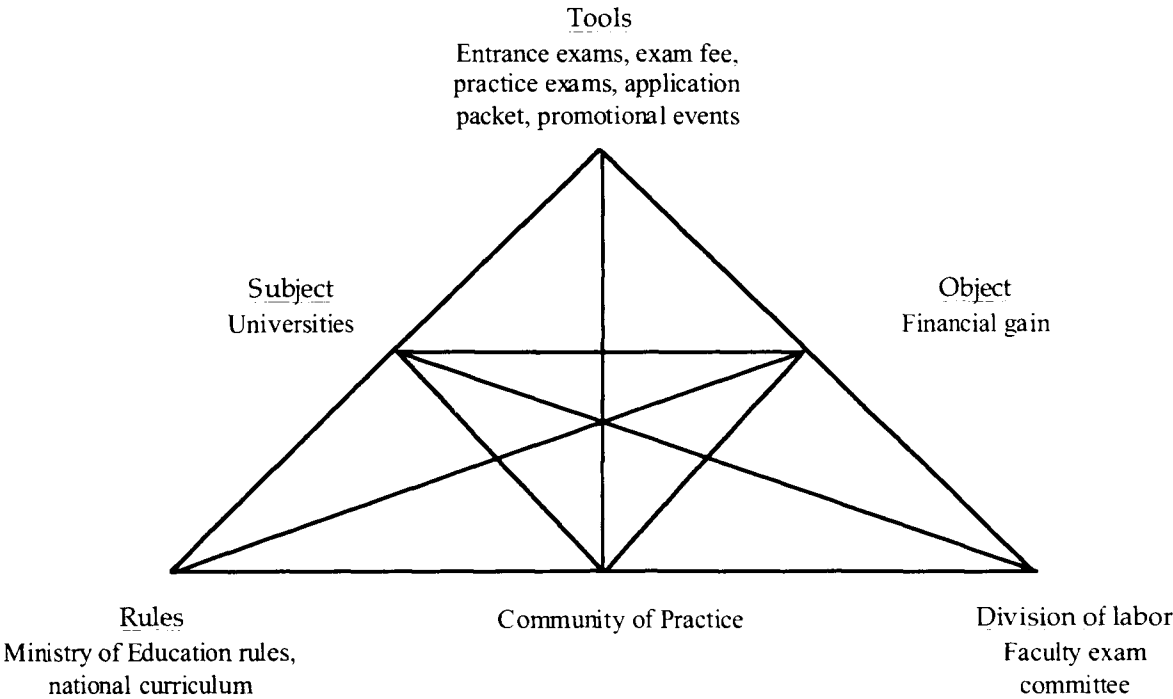 Tools
Entrance exams, exam fee,
practice exams, application
packet, promotional events
Subject
Universities
Object
Financial gain
Rules
Ministry of Education rules,
national curriculum
Community of Practice
Division of labor
Faculty exam
committee